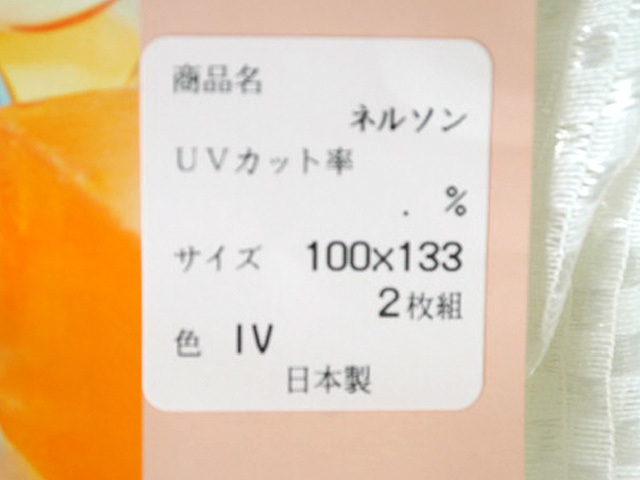 商品名
ネルソン
UVカット率
. %
サイズ 100x133
2枚組
色 IV
日本製